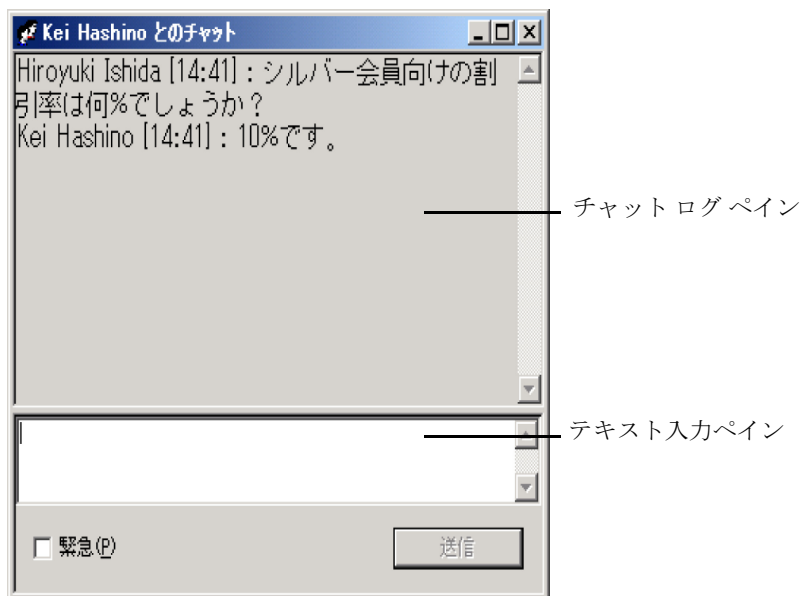 Kei Hashino とのチャット
Hiroyuki Ishida [14:41] : シルバー会員向けの割
引率は何%でしょうか？
Kei Hashino [14:41] : 10%です。
チャット ログ ペイン
テキスト入力ペイン
緊急(P)
送信